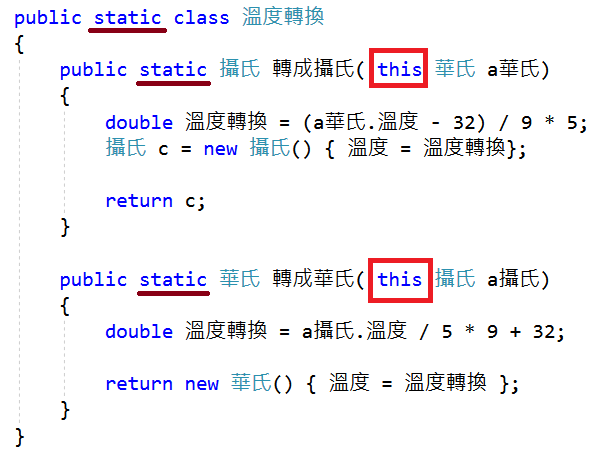 public static class 溫度轉換
{
public static 攝氏 轉成攝氏( this 華氏 a華氏)
{
double 溫度轉換 = (a華氏.溫度 - 32) / 9 * 5;
攝氏 c = new 攝氏() { 溫度 = 溫度轉換};
return c;
}
public static 華氏 轉成華氏( this 攝氏 a攝氏)
{
double 溫度轉換 = a攝氏.溫度 / 5 * 9 + 32;
return new 華氏() { 溫度 = 溫度轉換 };
}
}